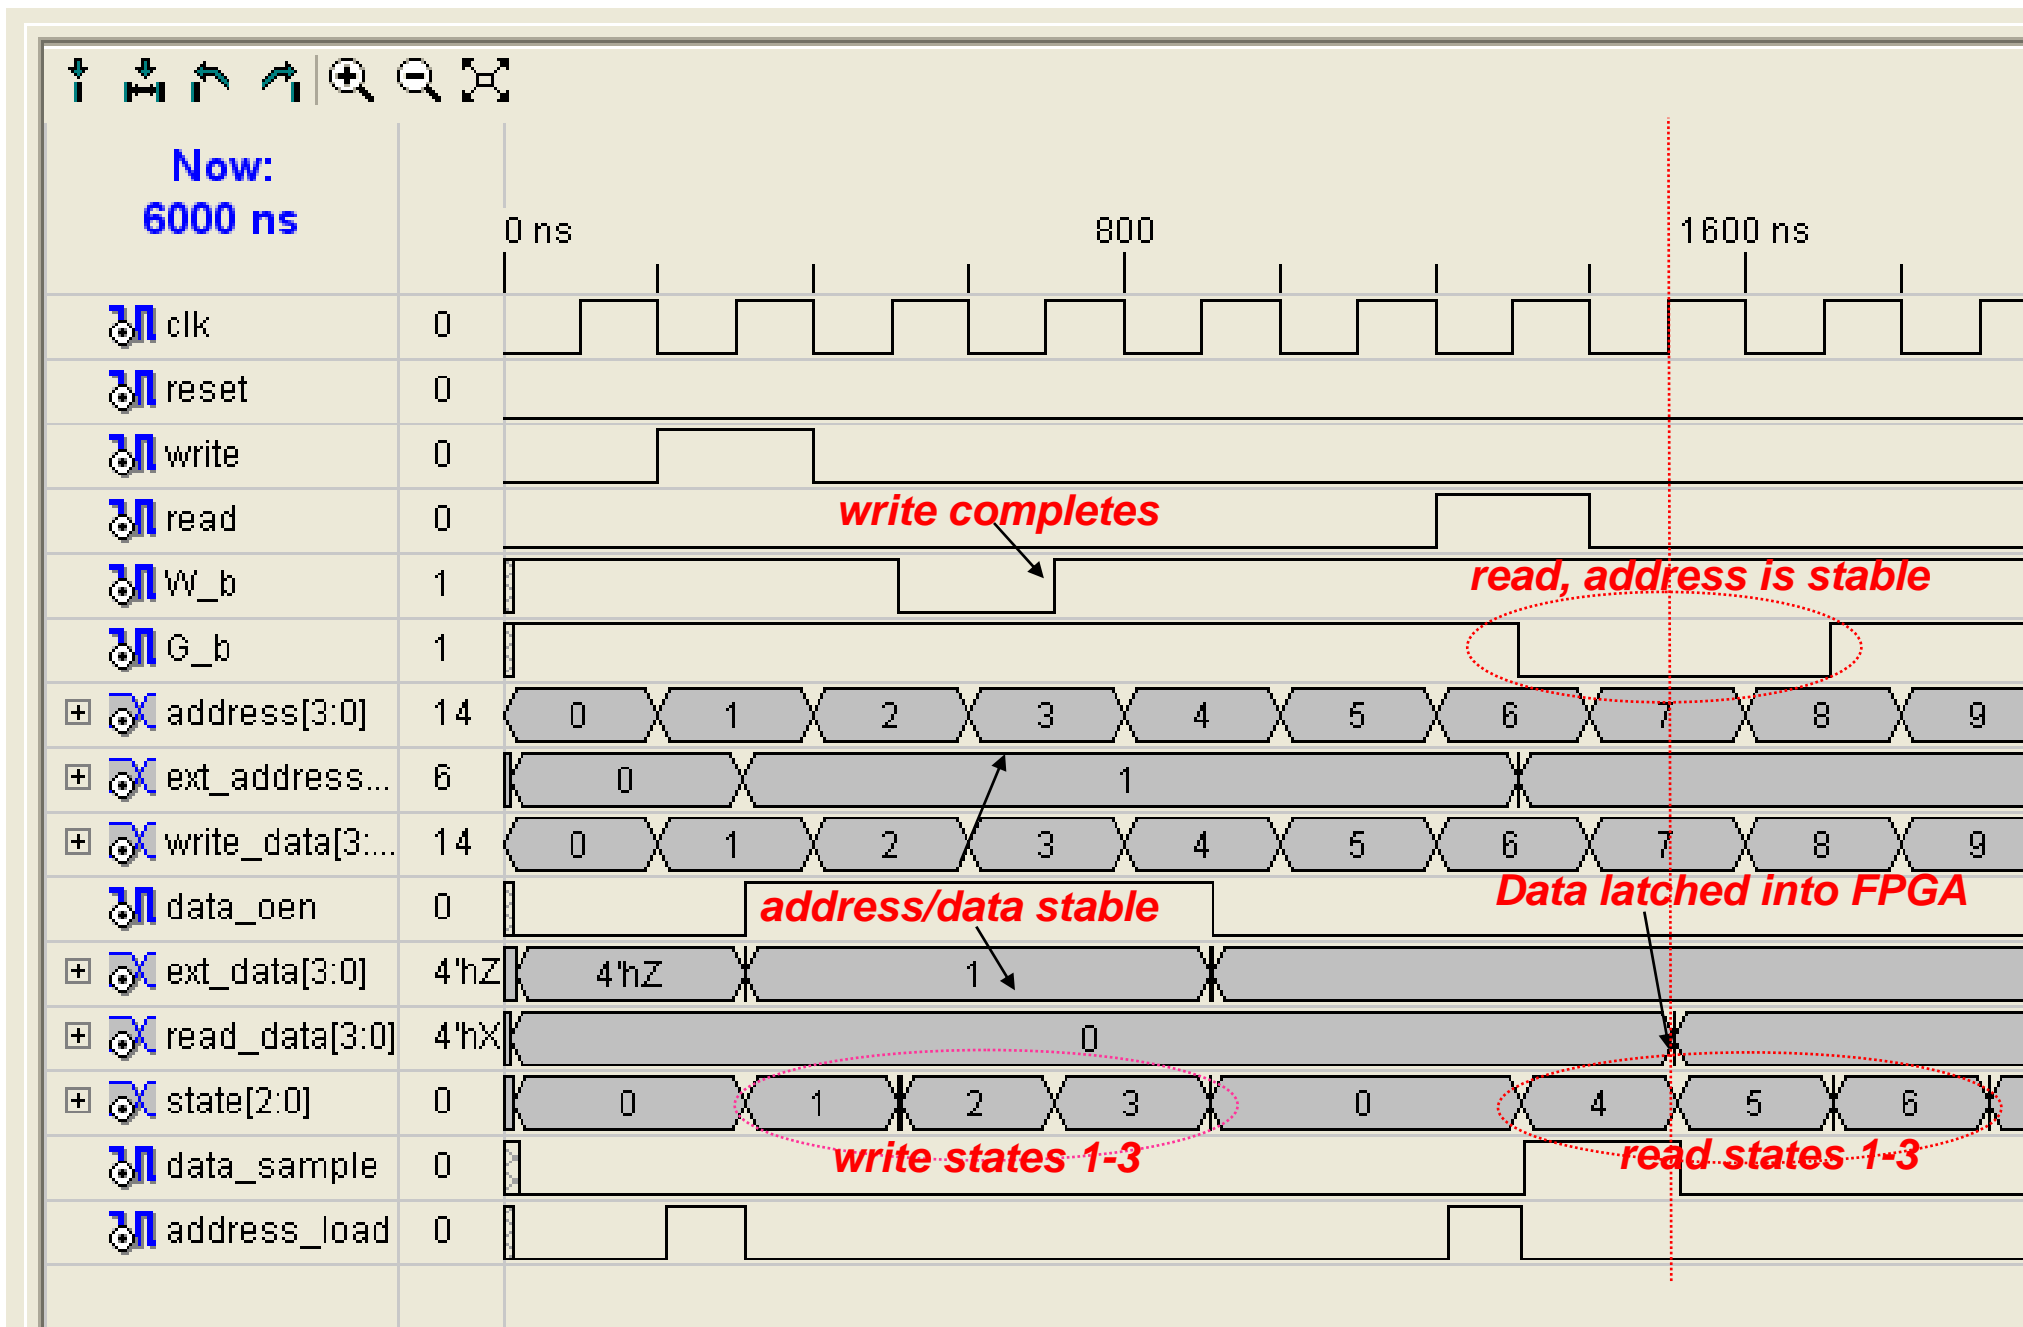 Now:
6000 ns
0 ns 800 1600 ns
clk 0
reset 0
write 0
write completes
read 0
W_b 1
read, address is stable
G_b 1
address[3:0] 14 0 1 2 3 4 5 6 7 8 9
ext_address... 6 0 1
write_data[3:... 14 0 1 2 3 4 5 6 7 8 9
data_oen 0
address/data stable
Data latched into FPGA
ext_data[3:0] 4'hZ 4'hZ 1
read_data[3:0] 4'hX 0
state[2:0] 0 0 1 2 3 0 4 5 6
write states 1-3
read states 1-3
data_sample 0
address_load 0